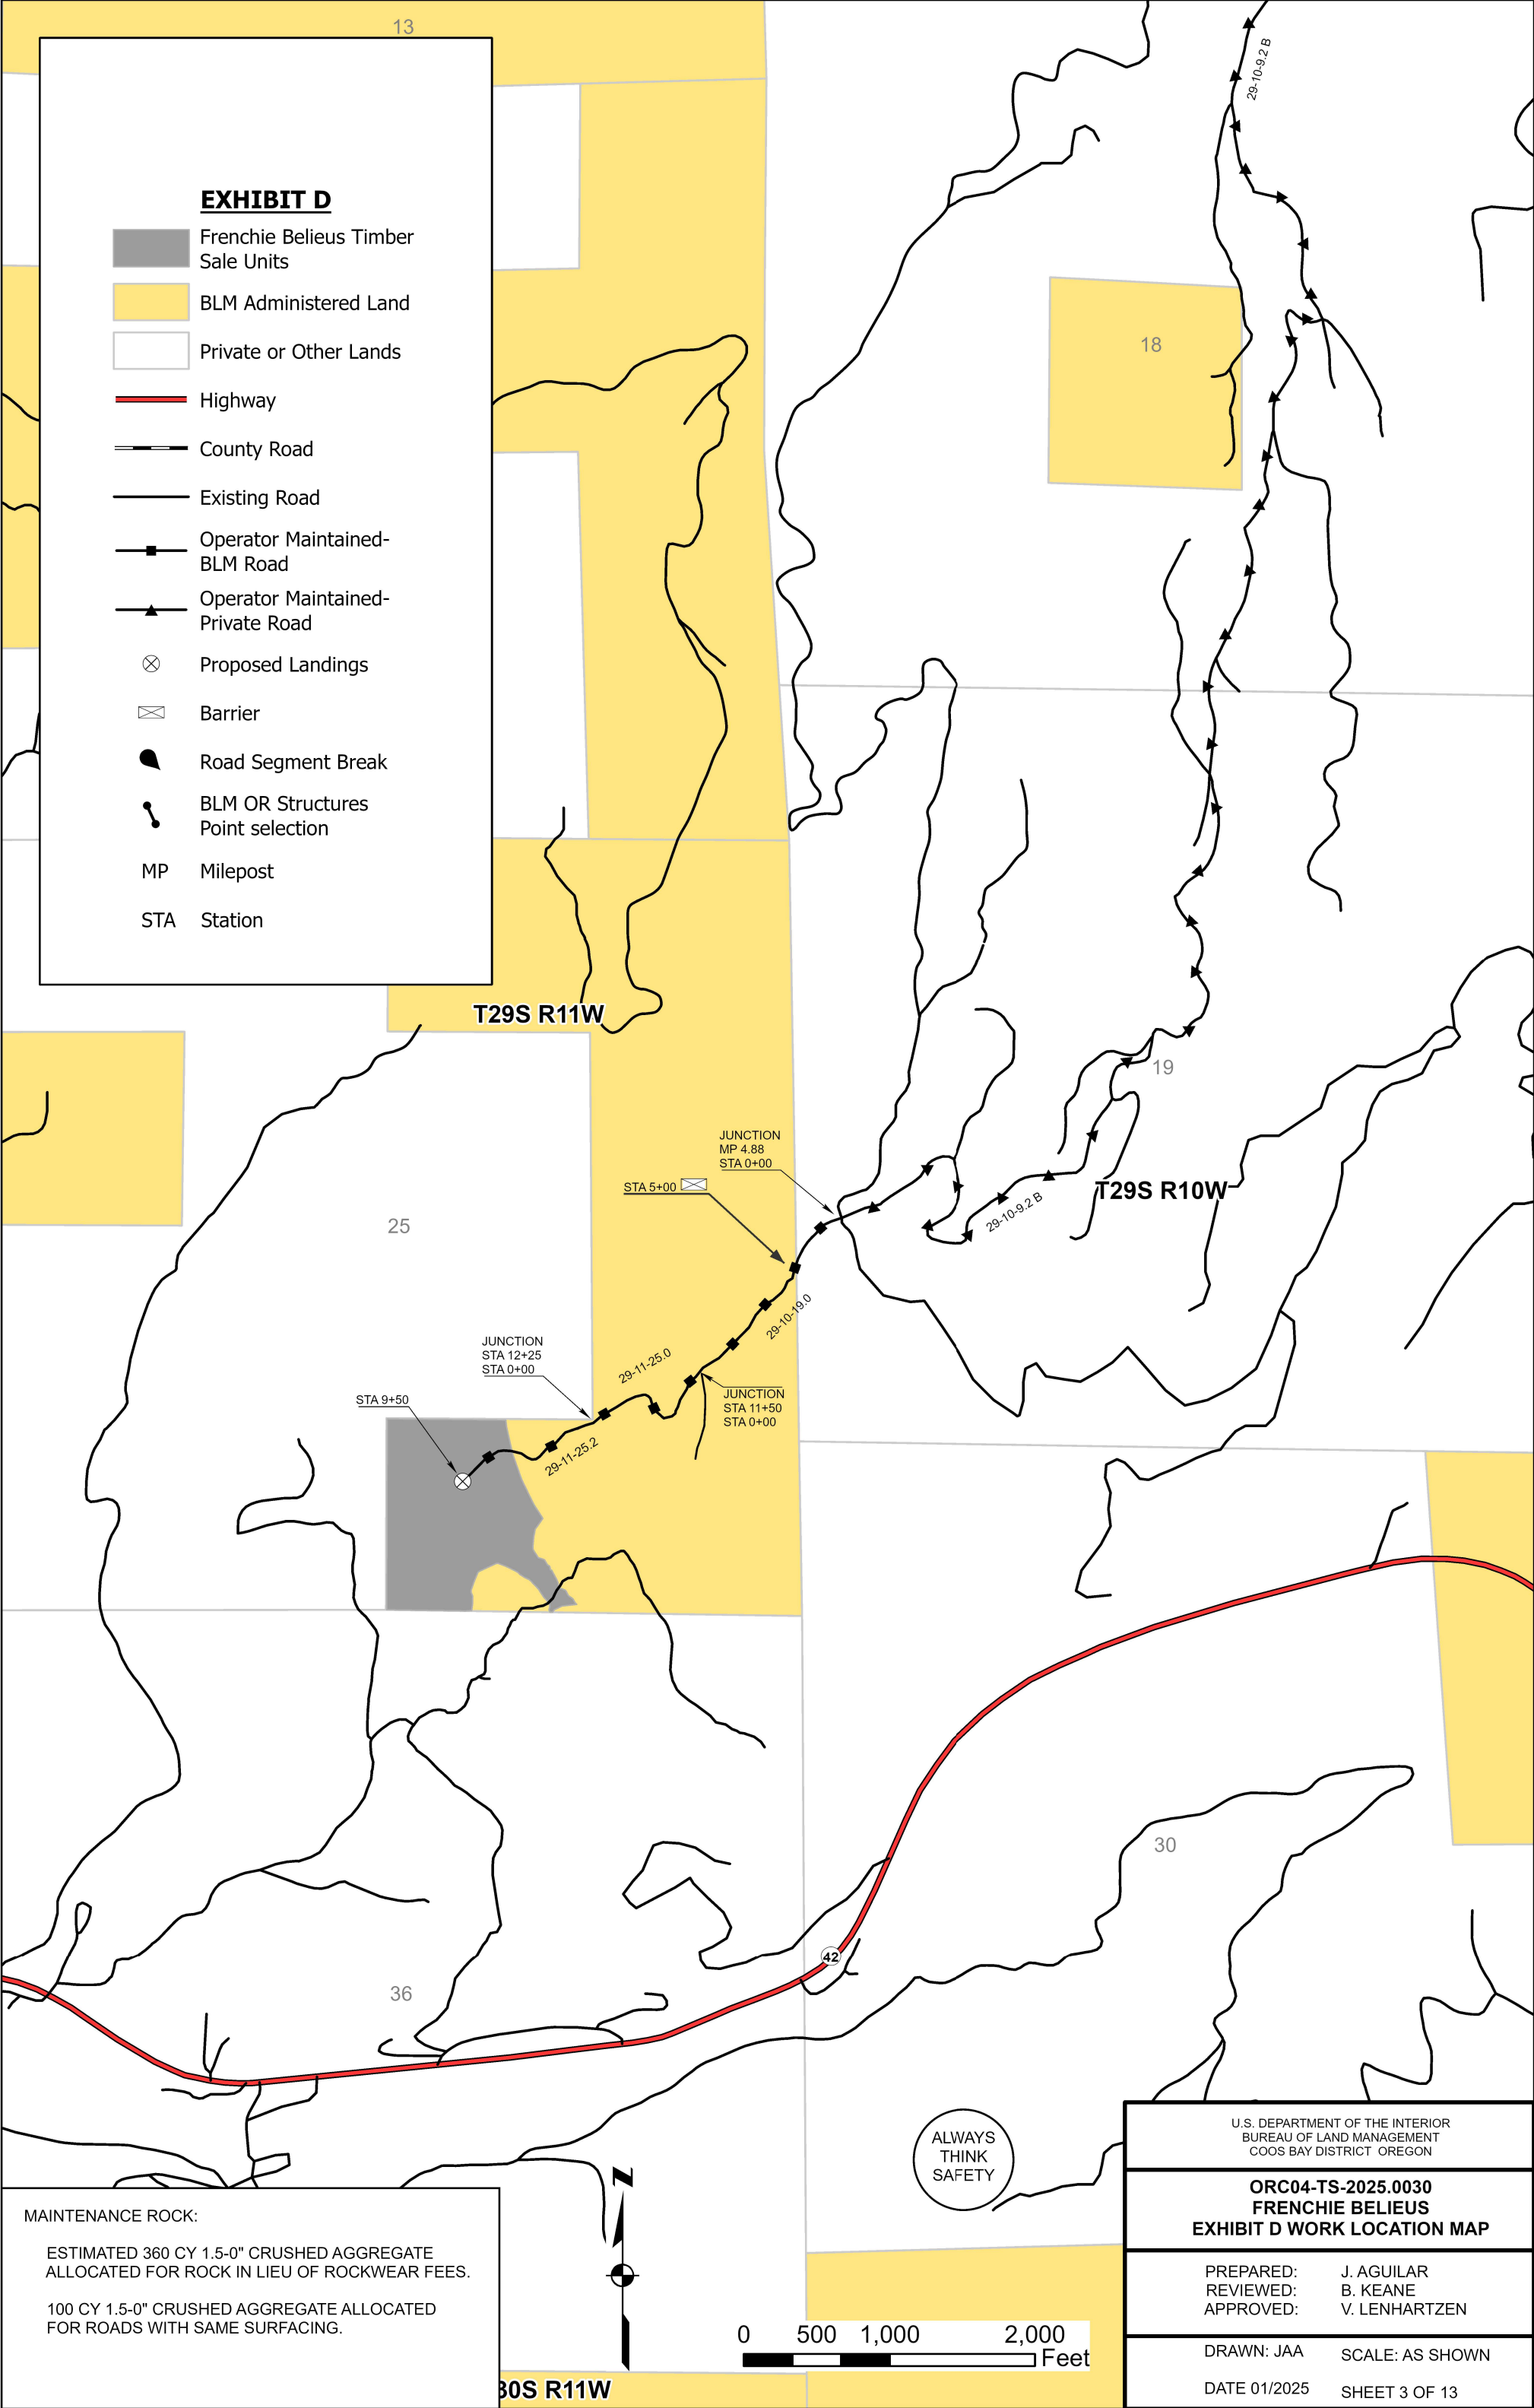 13
EXHIBIT D
Frenchie Belieus Timber
Sale Units
BLM Administered Land
Private or Other Lands
Highway
County Road
Existing Road
Operator Maintained-
BLM Road
Operator Maintained-
Private Road
Proposed Landings
Barrier
Road Segment Break
BLM OR Structures
Point selection
MP Milepost
STA Station
29-10-9.2 B
18
T29S R11W
19
JUNCTION
MP 4.88
STA 0+00
STA 5+00
T29S R10W
29-10-9.2 B
25
29-10-19.0
JUNCTION
STA 12+25
STA 0+00
29-11-25.0
JUNCTION
STA 11+50
STA 0+00
STA 9+50
29-11-25.2
30
42
36
ALWAYS
THINK
SAFETY
N
MAINTENANCE ROCK:
ESTIMATED 360 CY 1.5-0" CRUSHED AGGREGATE
ALLOCATED FOR ROCK IN LIEU OF ROCKWEAR FEES.
100 CY 1.5-0" CRUSHED AGGREGATE ALLOCATED
FOR ROADS WITH SAME SURFACING.
30S R11W
0 500 1,000 2,000
Feet
U.S. DEPARTMENT OF THE INTERIOR
BUREAU OF LAND MANAGEMENT
COOS BAY DISTRICT OREGON
ORC04-TS-2025.0030
FRENCHIE BELIEUS
EXHIBIT D WORK LOCATION MAP
PREPARED: J. AGUILAR
REVIEWED: B. KEANE
APPROVED: V. LENHARTZEN
DRAWN: JAA SCALE: AS SHOWN
DATE 01/2025 SHEET 3 OF 13